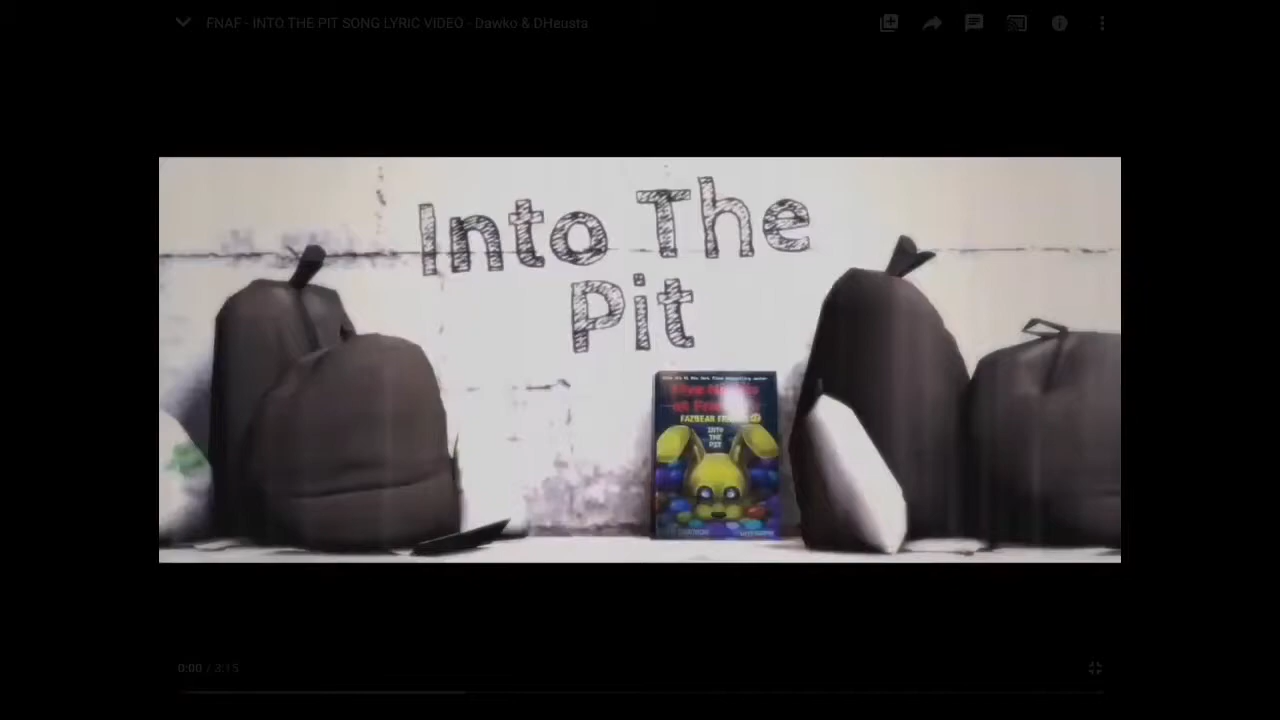 FNAF - INTO THE PIT SONG LYRIC VIDEO - Dawko & DHeusta
Into The
Pit
FAZBEAR
INTO
THE
PIT
0:00 / 3:15